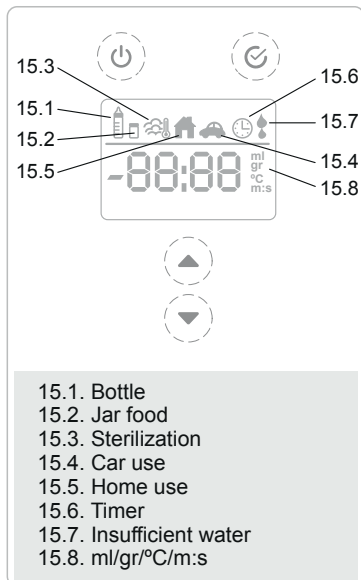 15.3
15.6
15.1
15.7
15.2
15.4
15.5
15.8
-88:88
ml
gr
ºC
m:s
15.1. Bottle
15.2. Jar food
15.3. Sterilization
15.4. Car use
15.5. Home use
15.6. Timer
15.7. Insufficient water
15.8. ml/gr/ºC/m:s